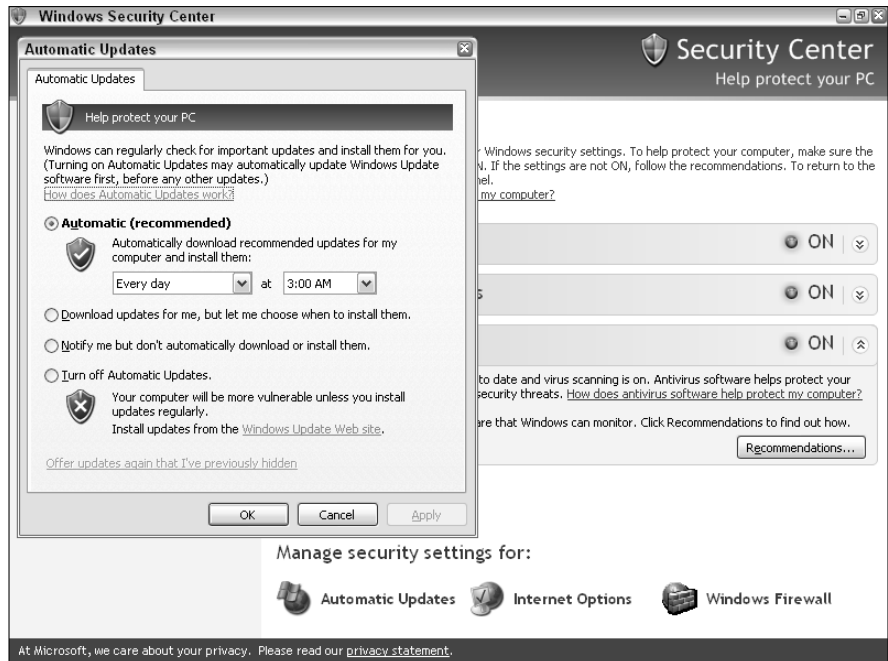 Windows Security Center
Automatic Updates
Automatic Updates
Help protect your PC
Windows can regularly check for important updates and install them for you.
(Turning on Automatic Updates may automatically update Windows Update
software first, before any other updates.)
How does Automatic Updates work?
Automatic (recommended)
Automatically download recommended updates for my
computer and install them:
Every day at 3:00 AM
Download updates for me, but let me choose when to install them.
Notify me but don't automatically download or install them.
Turn off Automatic Updates.
Your computer will be more vulnerable unless you install
updates regularly.
Install updates from the Windows Update Web site.
Offer updates again that I've previously hidden
OK Cancel Apply
Security Center
Help protect your PC
Windows security settings. To help protect your computer, make sure the
If the settings are not ON, follow the recommendations. To return to the
my computer?
ON
ON
ON
to date and virus scanning is on. Antivirus software helps protect your
security threats. How does antivirus software help protect my computer?
are that Windows can monitor. Click Recommendations to find out how.
Recommendations...
Manage security settings for:
Automatic Updates Internet Options Windows Firewall
At Microsoft, we care about your privacy. Please read our privacy statement.